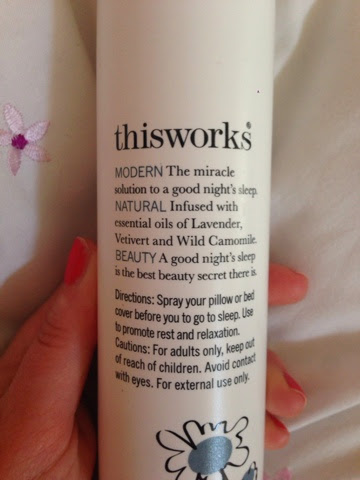 thisworks®
MODERN The miracle
solution to a good night's sleep.
NATURAL Infused with
essential oils of Lavender,
Vetivert and Wild Camomile.
BEAUTY A good night's sleep
is the best beauty secret there is.
Directions: Spray your pillow or bed
cover before you go to sleep. Use
to promote rest and relaxation.
Cautions: For adults only, keep out
of reach of children. Avoid contact
with eyes. For external use only.